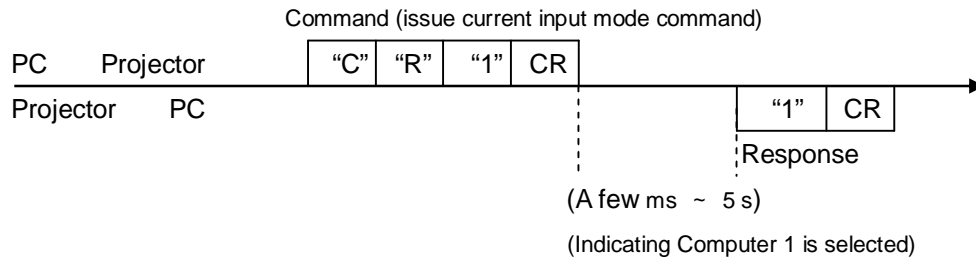 Command (issue current input mode command)
PC Projector “C” “R” “1” CR
Projector PC “1” CR
Response
(A few ms ~ 5 s)
(Indicating Computer 1 is selected)